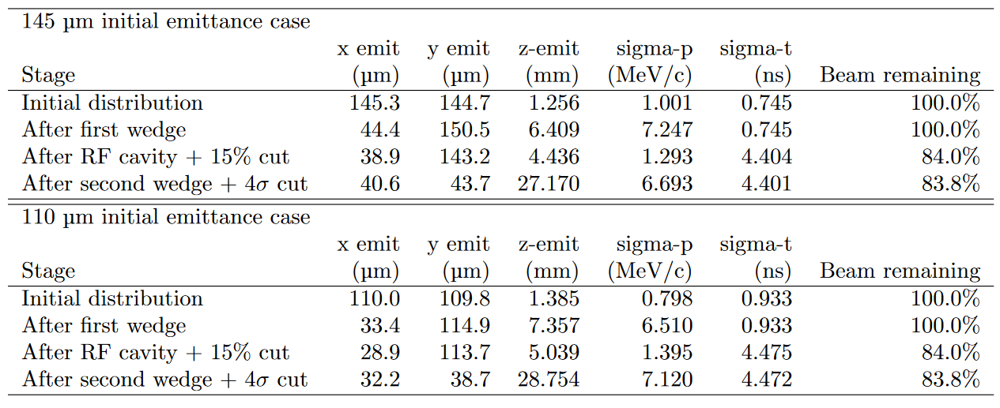 145 µm initial emittance case
x emit y emit z-emit sigma-p sigma-t
Stage (µm) (µm) (mm) (MeV/c) (ns) Beam remaining
Initial distribution 145.3 144.7 1.256 1.001 0.745 100.0%
After first wedge 44.4 150.5 6.409 7.247 0.745 100.0%
After RF cavity + 15% cut 38.9 143.2 4.436 1.293 4.404 84.0%
After second wedge + 4σ cut 40.6 43.7 27.170 6.693 4.401 83.8%
110 µm initial emittance case
x emit y emit z-emit sigma-p sigma-t
Stage (µm) (µm) (mm) (MeV/c) (ns) Beam remaining
Initial distribution 110.0 109.8 1.385 0.798 0.933 100.0%
After first wedge 33.4 114.9 7.357 6.510 0.933 100.0%
After RF cavity + 15% cut 28.9 113.7 5.039 1.395 4.475 84.0%
After second wedge + 4σ cut 32.2 38.7 28.754 7.120 4.472 83.8%